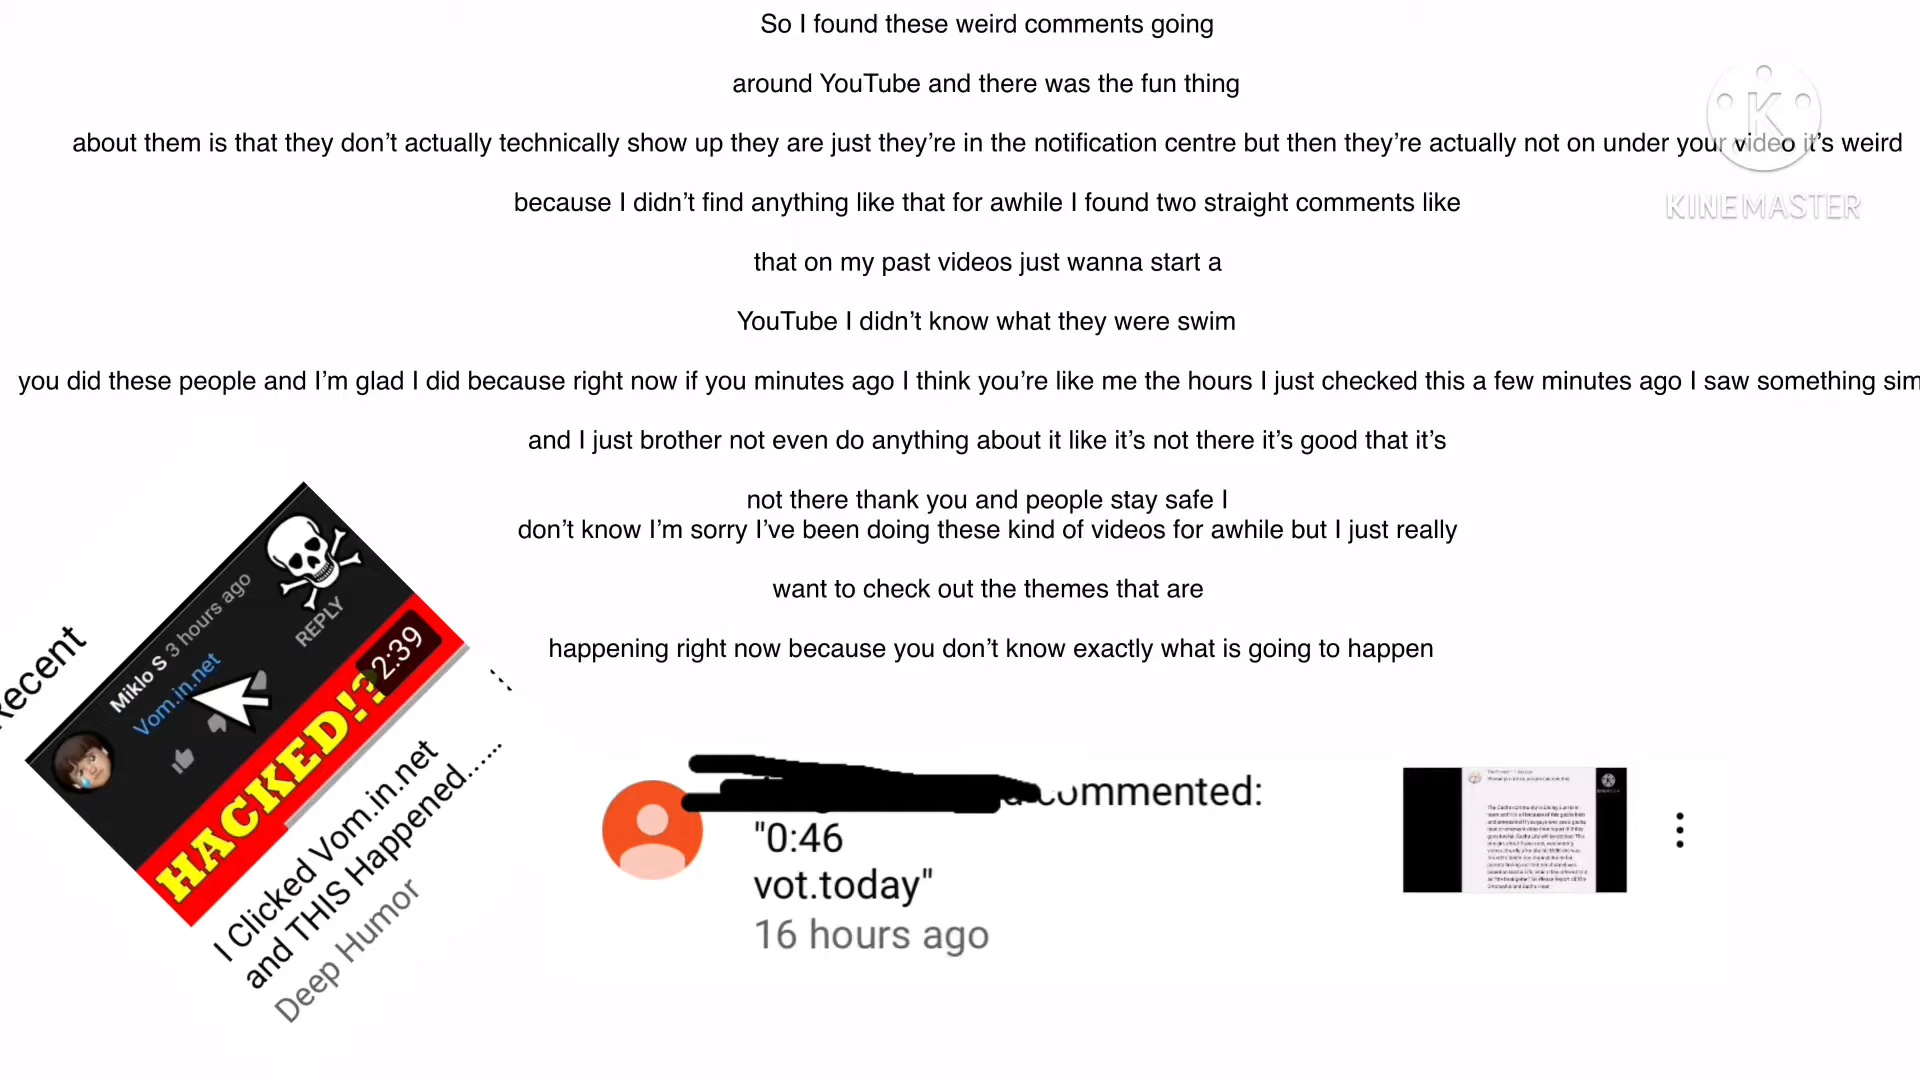 So I found these weird comments going
around YouTube and there was the fun thing
about them is that they don't actually technically show up they are just they're in the notification centre but then they're actually not on under your video it's weird
because I didn't find anything like that for awhile I found two straight comments like
that on my past videos just wanna start a
YouTube I didn't know what they were swim
you did these people and I'm glad I did because right now if you minutes ago I think you're like me the hours I just checked this a few minutes ago I saw something sim
and I just brother not even do anything about it like it's not there it's good that it's
not there thank you and people stay safe I
don't know I'm sorry I've been doing these kind of videos for awhile but I just really
want to check out the themes that are
happening right now because you don't know exactly what is going to happen
K
KINEMASTER
Recent
Miklo S 3 hours ago
Vom.in.net
REPLY
2:39
HACKED!?
I Clicked Vom.in.net
and THIS Happened......
Deep Humor
commented:
"0:46
vot.today"
16 hours ago